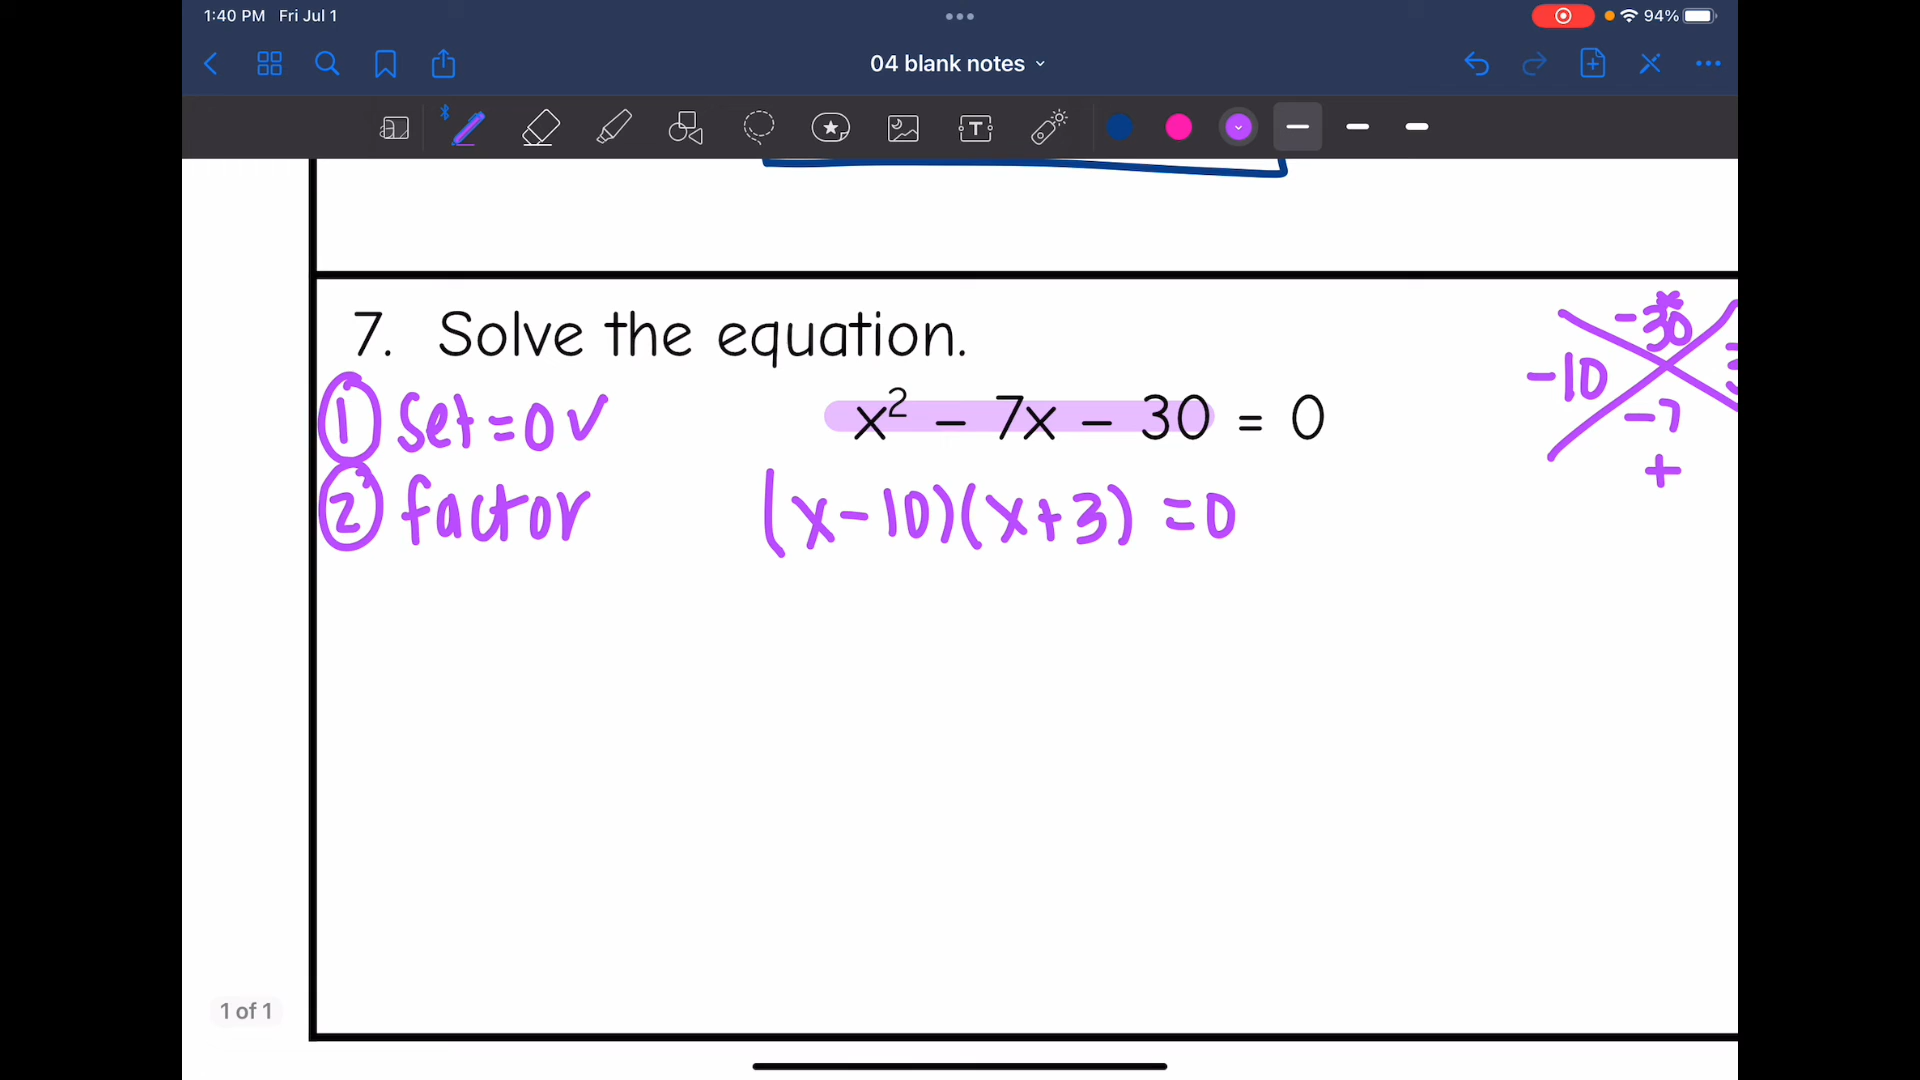 1:40 PM Fri Jul 1
94%
04 blank notes
7. Solve the equation.
① Set = 0 ✓
x² − 7x − 30 = 0
② factor
(x-10)(x+3) = 0
×
-30
-10
3
-7
+
1 of 1